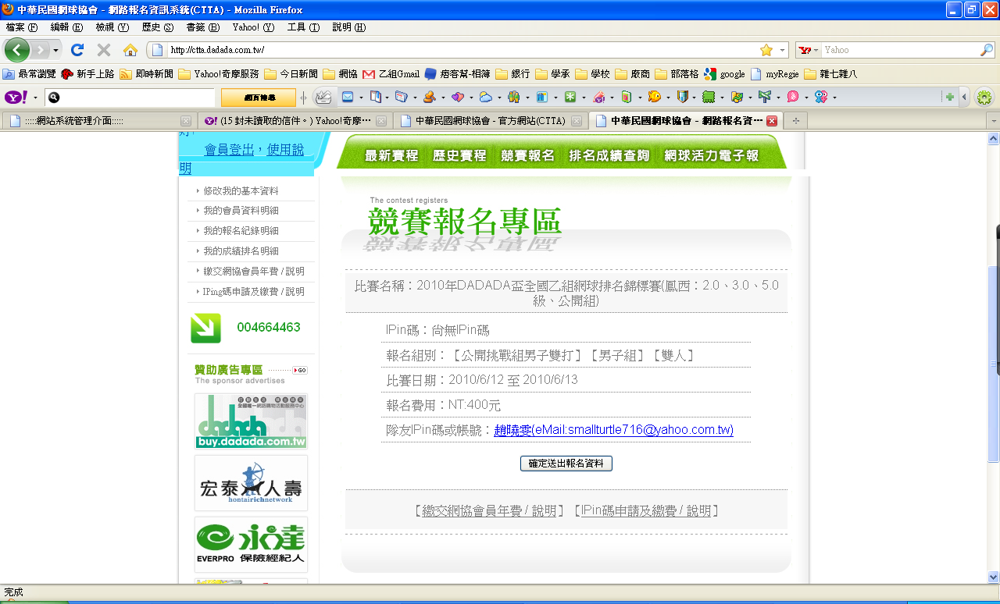 中華民國網球協會 - 網路報名資訊系統(CTTA) - Mozilla Firefox
檔案 (F) 編輯 (E) 檢視 (V) 歷史 (S) 書籤 (B) Yahoo! (Y) 工具 (T) 說明 (H)
http://ctta.dadada.com.tw/
Yahoo
最常瀏覽 新手上路 即時新聞 Yahoo!奇摩服務 今日新聞 網協 乙組Gmail 痞客幫-相簿 銀行 學承 學校 廠商 部落格 google myRegie 雜七雜八
Y! 網頁搜尋
:::::網站系統管理介面:::::
(15 封未讀取的信件。) Yahoo!奇摩…
中華民國網球協會 - 官方網站(CTTA)
中華民國網球協會 - 網路報名資…
會員登出，使用說
明
最新賽程 歷史賽程 競賽報名 排名成績查詢 網球活力電子報
修改我的基本資料
我的會員資料明細
我的報名紀錄明細
我的成績排名明細
繳交網協會員年費 / 說明
IPing碼申請及繳費 / 說明
004664463
贊助廣告專區 GO
The sponsor advertises
全國唯一網路購物活動服務中心
dadada
buy.dadada.com.tw
宏泰人壽
hontairichnetwork
永達
EVERPRO 保險經紀人
The contest registers
競賽報名專區
比賽名稱：2010年DADADA盃全國乙組網球排名錦標賽(鳳西：2.0、3.0、5.0
級、公開組)
IPin碼：尚無IPin碼
報名組別：【公開挑戰組男子雙打】【男子組】【雙人】
比賽日期：2010/6/12 至 2010/6/13
報名費用：NT:400元
隊友IPin碼或帳號：趙曉雯(eMail:smallturtle716@yahoo.com.tw)
確定送出報名資料
【繳交網協會員年費 / 說明】【IPin碼申請及繳費 / 說明】
完成